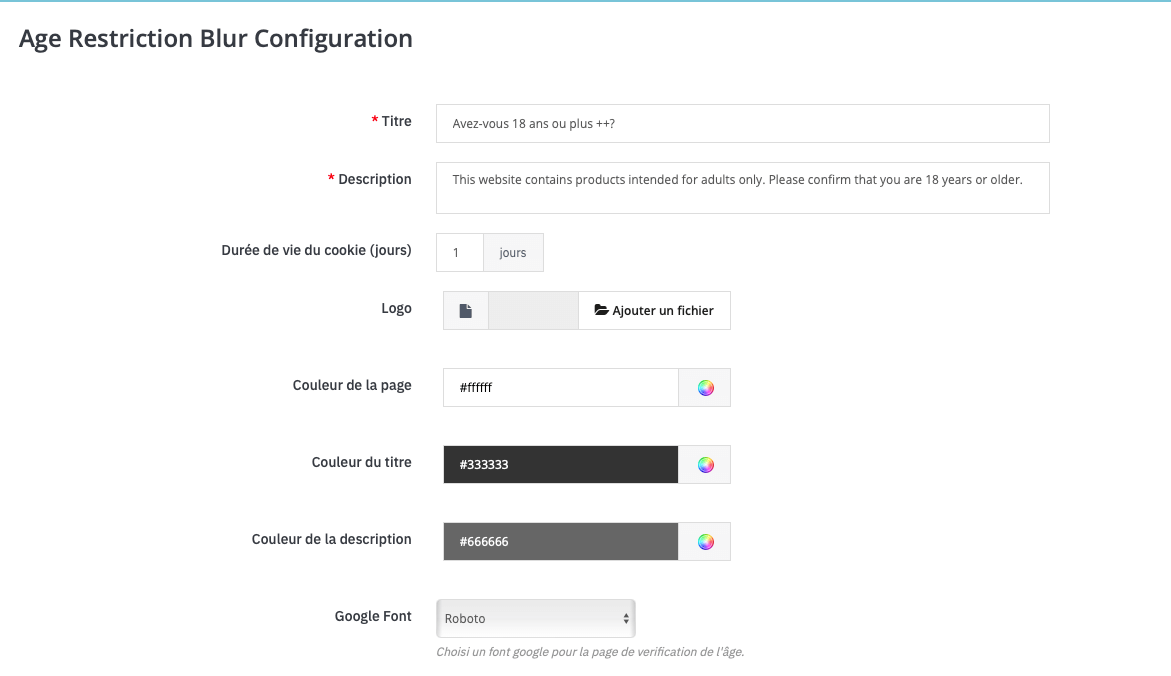 Age Restriction Blur Configuration
* Titre
Avez-vous 18 ans ou plus ++?
* Description
This website contains products intended for adults only. Please confirm that you are 18 years or older.
Durée de vie du cookie (jours)
1 jours
Logo
Ajouter un fichier
Couleur de la page
#ffffff
Couleur du titre
#333333
Couleur de la description
#666666
Google Font
Roboto
Choisi un font google pour la page de verification de l'âge.